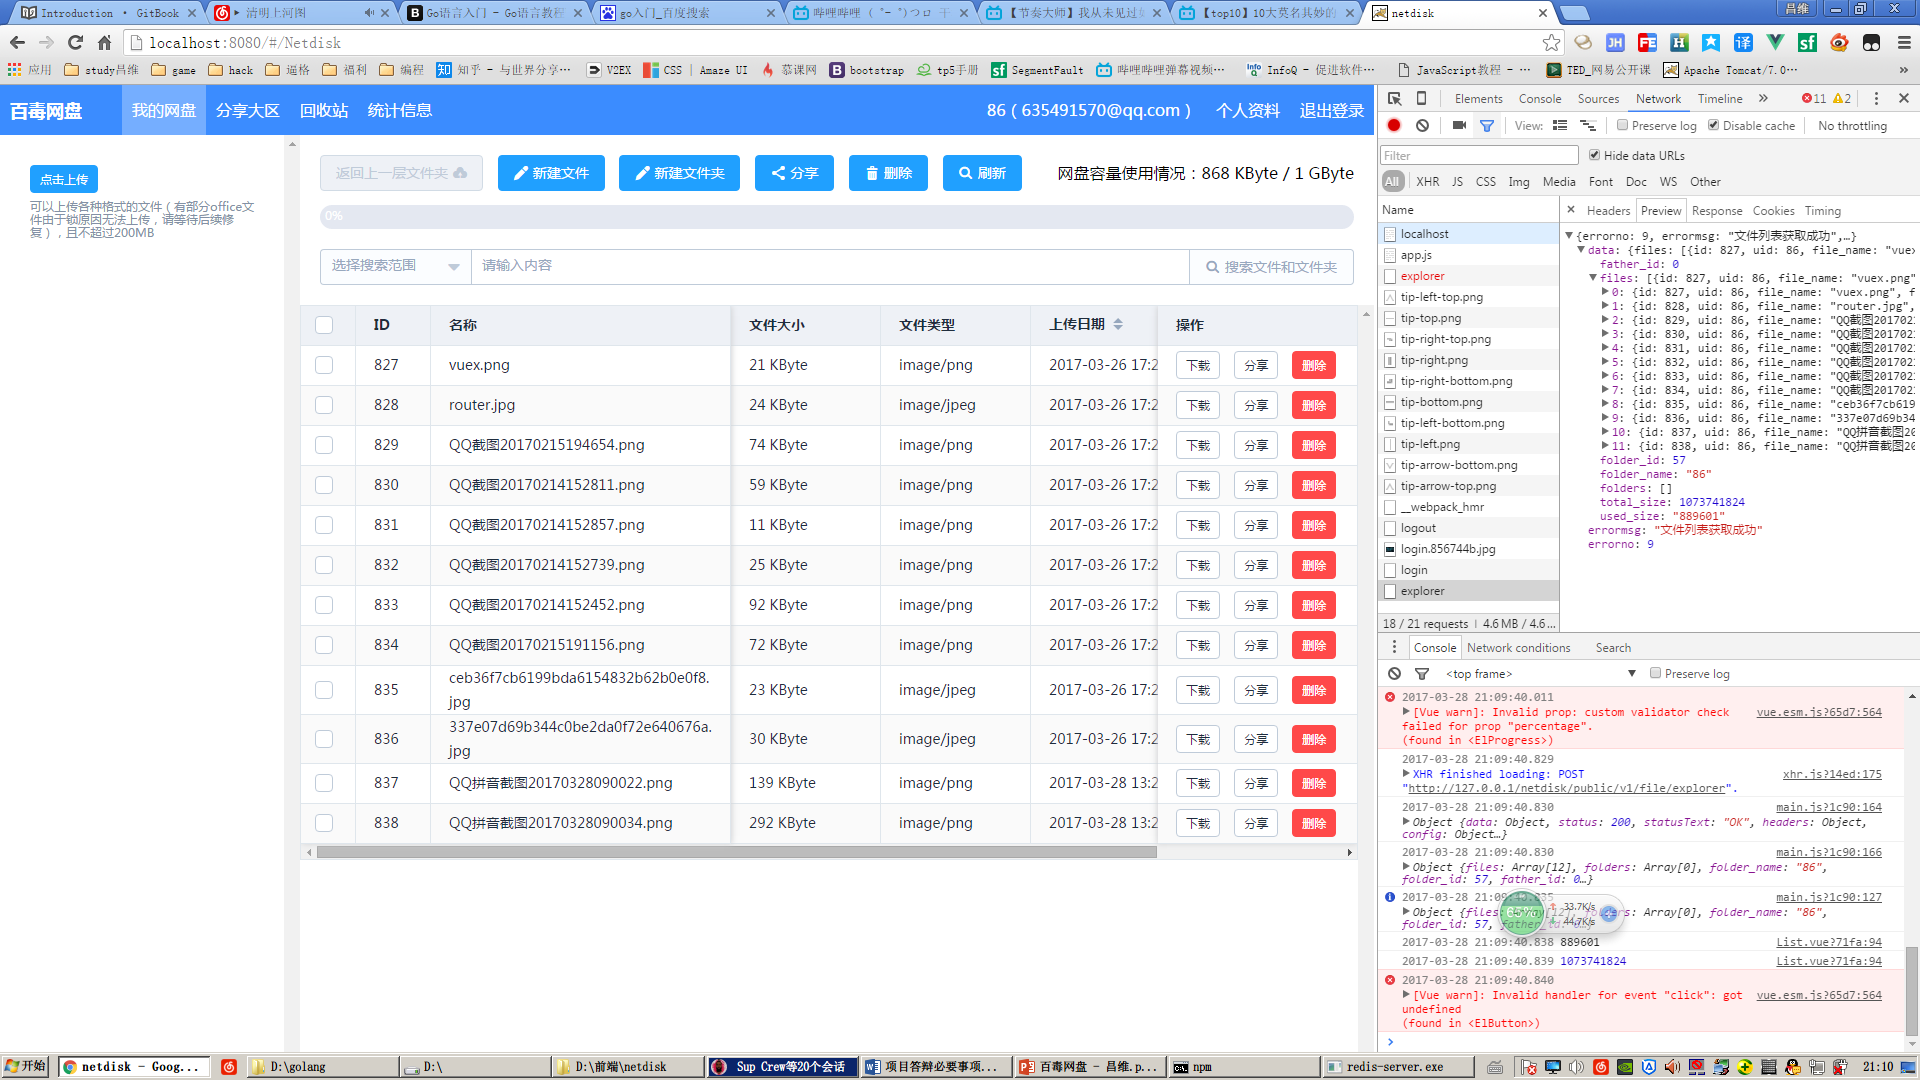 Introduction · GitBook
清明上河图
Go语言入门 - Go语言教程
go入门_百度搜索
哔哩哔哩 ( ゜- ゜)つロ 干
【节奏大师】我从未见过如
【top10】10大莫名其妙的
netdisk
昌维
localhost:8080/#/Netdisk
应用
study昌维
game
hack
逼格
福利
编程
知乎 - 与世界分享…
V2EX
CSS | Amaze UI
慕课网
bootstrap
tp5手册
SegmentFault
哔哩哔哩弹幕视频…
InfoQ - 促进软件…
JavaScript教程 - …
TED_网易公开课
Apache Tomcat/7.0…
百毒网盘
我的网盘
分享大区
回收站
统计信息
86 ( 635491570@qq.com )
个人资料
退出登录
点击上传
可以上传各种格式的文件 ( 有部分office文
件由于锁原因无法上传，请等待后续修
复 )，且不超过200MB
返回上一层文件夹
新建文件
新建文件夹
分享
删除
刷新
网盘容量使用情况：868 KByte / 1 GByte
0%
选择搜索范围
请输入内容
搜索文件和文件夹
ID 名称 文件大小 文件类型 上传日期 操作
827 vuex.png 21 KByte image/png 2017-03-26 17:2 下载 分享 删除
828 router.jpg 24 KByte image/jpeg 2017-03-26 17:2 下载 分享 删除
829 QQ截图20170215194654.png 74 KByte image/png 2017-03-26 17:2 下载 分享 删除
830 QQ截图20170214152811.png 59 KByte image/png 2017-03-26 17:2 下载 分享 删除
831 QQ截图20170214152857.png 11 KByte image/png 2017-03-26 17:2 下载 分享 删除
832 QQ截图20170214152739.png 25 KByte image/png 2017-03-26 17:2 下载 分享 删除
833 QQ截图20170214152452.png 92 KByte image/png 2017-03-26 17:2 下载 分享 删除
834 QQ截图20170215191156.png 72 KByte image/png 2017-03-26 17:2 下载 分享 删除
835 ceb36f7cb6199bda6154832b62b0e0f8.
jpg 23 KByte image/jpeg 2017-03-26 17:2 下载 分享 删除
836 337e07d69b344c0be2da0f72e640676a.
jpg 30 KByte image/jpeg 2017-03-26 17:2 下载 分享 删除
837 QQ拼音截图20170328090022.png 139 KByte image/png 2017-03-28 13:2 下载 分享 删除
838 QQ拼音截图20170328090034.png 292 KByte image/png 2017-03-28 13:2 下载 分享 删除
Elements Console Sources Network Timeline » 11 2
View: Preserve log Disable cache No throttling
Filter Hide data URLs
All XHR JS CSS Img Media Font Doc WS Other
Name
localhost
app.js
explorer
tip-left-top.png
tip-top.png
tip-right-top.png
tip-right.png
tip-right-bottom.png
tip-bottom.png
tip-left-bottom.png
tip-left.png
tip-arrow-bottom.png
tip-arrow-top.png
__webpack_hmr
logout
login.856744b.jpg
login
explorer
18 / 21 requests | 4.6 MB / 4.6 …
Headers Preview Response Cookies Timing
{errorno: 9, errormsg: "文件列表获取成功",…}
data: {files: [{id: 827, uid: 86, file_name: "vuex
father_id: 0
files: [{id: 827, uid: 86, file_name: "vuex.png"
0: {id: 827, uid: 86, file_name: "vuex.png", f
1: {id: 828, uid: 86, file_name: "router.jpg",
2: {id: 829, uid: 86, file_name: "QQ截图201702
3: {id: 830, uid: 86, file_name: "QQ截图201702
4: {id: 831, uid: 86, file_name: "QQ截图201702
5: {id: 832, uid: 86, file_name: "QQ截图201702
6: {id: 833, uid: 86, file_name: "QQ截图201702
7: {id: 834, uid: 86, file_name: "QQ截图201702
8: {id: 835, uid: 86, file_name: "ceb36f7cb619
9: {id: 836, uid: 86, file_name: "337e07d69b34
10: {id: 837, uid: 86, file_name: "QQ拼音截图20
11: {id: 838, uid: 86, file_name: "QQ拼音截图20
folder_id: 57
folder_name: "86"
folders: []
total_size: 1073741824
used_size: "889601"
errormsg: "文件列表获取成功"
errorno: 9
Console Network conditions Search
<top frame> Preserve log
2017-03-28 21:09:40.011
[Vue warn]: Invalid prop: custom validator check vue.esm.js?65d7:564
failed for prop "percentage".
(found in <ElProgress>)
2017-03-28 21:09:40.829
XHR finished loading: POST xhr.js?14ed:175
"http://127.0.0.1/netdisk/public/v1/file/explorer".
2017-03-28 21:09:40.830 main.js?1c90:164
Object {data: Object, status: 200, statusText: "OK", headers: Object,
config: Object…}
2017-03-28 21:09:40.830 main.js?1c90:166
Object {files: Array[12], folders: Array[0], folder_name: "86",
folder_id: 57, father_id: 0…}
2017-03-28 21:09:40.835 main.js?1c90:127
Object {files: Array[12], folders: Array[0], folder_name: "86",
folder_id: 57, father_id: 0…}
65% 33.7K/s
44.7K/s
2017-03-28 21:09:40.838 889601 List.vue?71fa:94
2017-03-28 21:09:40.839 1073741824 List.vue?71fa:94
2017-03-28 21:09:40.840
[Vue warn]: Invalid handler for event "click": got vue.esm.js?65d7:564
undefined
(found in <ElButton>)
开始
netdisk - Goog...
D:\golang
D:\
D:\前端\netdisk
Sup Crew等20个会话
项目答辩必要事项...
百毒网盘 - 昌维.p...
npm
redis-server.exe
21:10